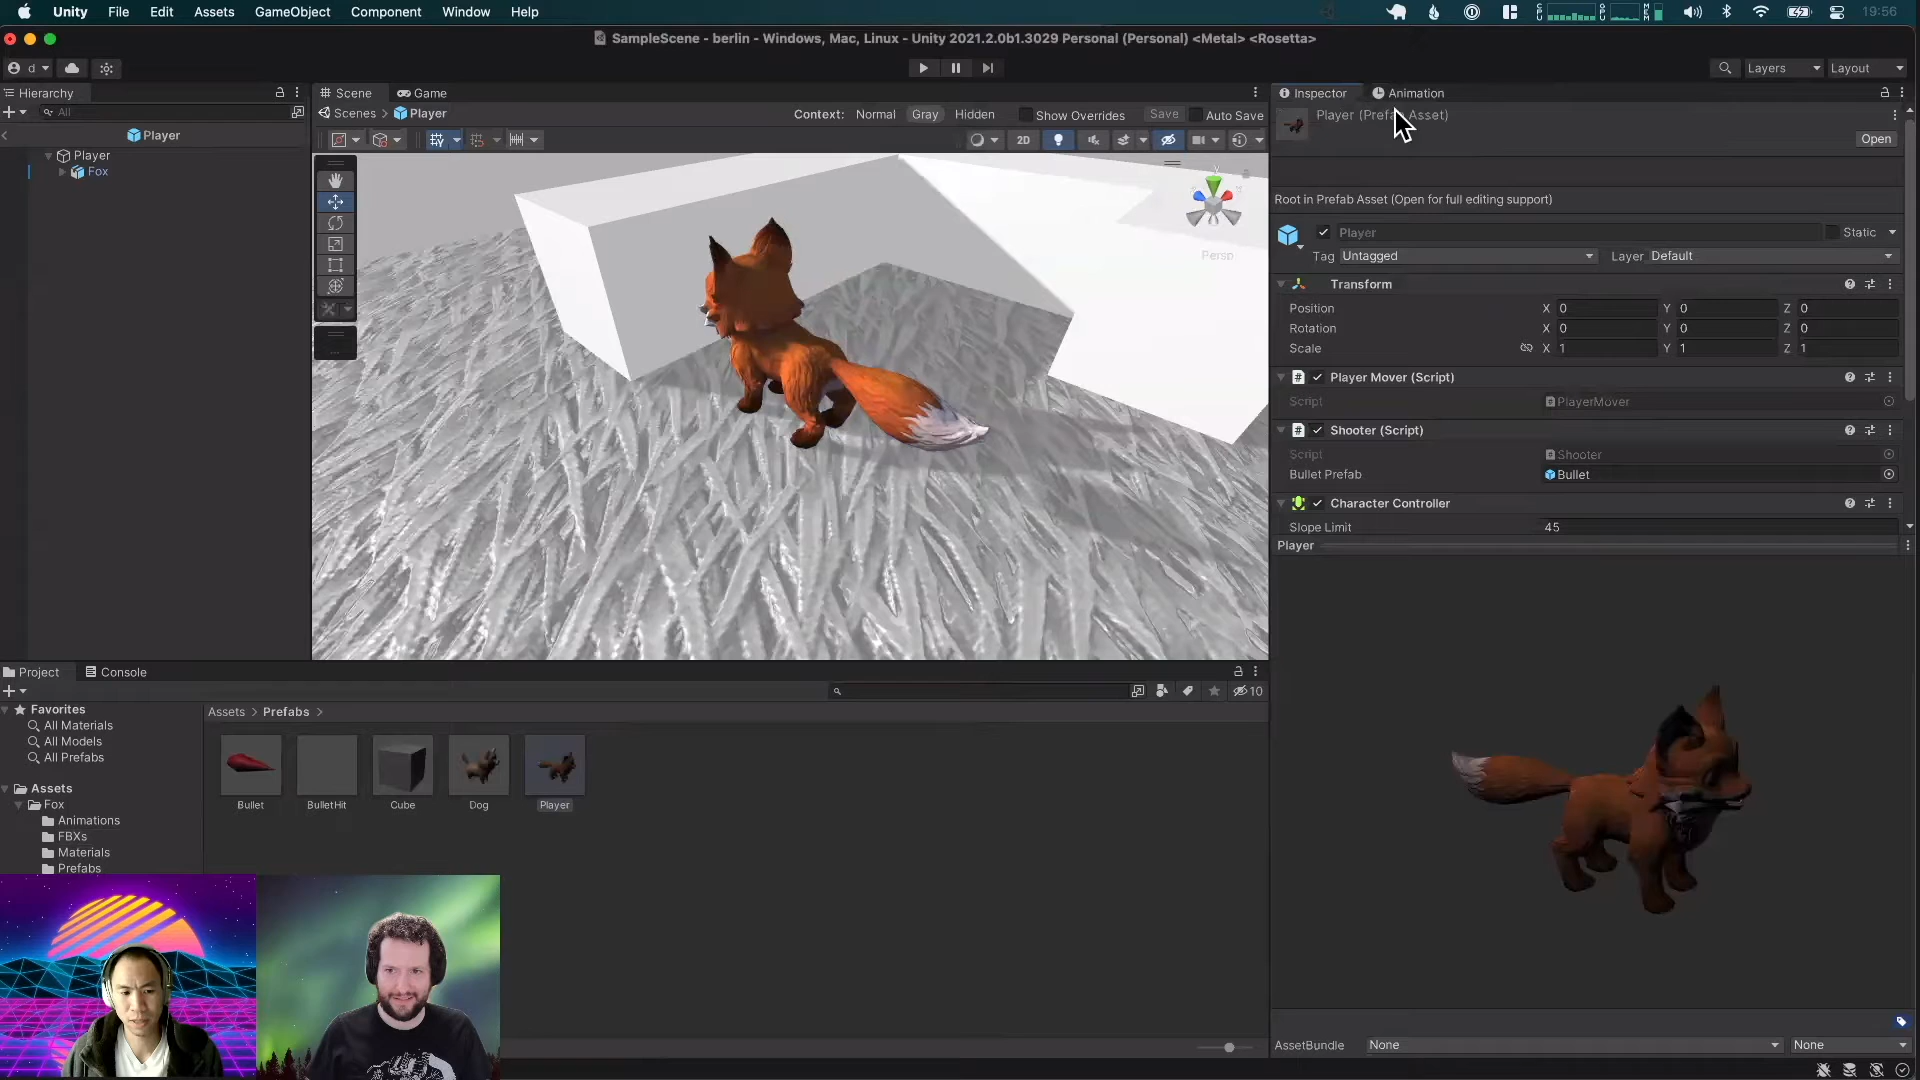 Unity File Edit Assets GameObject Component Window Help 19:56
SampleScene - berlin - Windows, Mac, Linux - Unity 2021.2.0b1.3029 Personal (Personal) <Metal> <Rosetta>
d Layers Layout
Hierarchy
All
Player
Player
Fox
Scene Game
Scenes Player Context: Normal Gray Hidden Show Overrides Save Auto Save
2D
Persp
Inspector Animation
Player (Prefab Asset)
Open
Root in Prefab Asset (Open for full editing support)
Player Static
Tag Untagged Layer Default
Transform
Position X 0 Y 0 Z 0
Rotation X 0 Y 0 Z 0
Scale X 1 Y 1 Z 1
Player Mover (Script)
Script PlayerMover
Shooter (Script)
Script Shooter
Bullet Prefab Bullet
Character Controller
Slope Limit 45
Player
AssetBundle None None
Project Console
10
Favorites
All Materials
All Models
All Prefabs
Assets
Fox
Animations
FBXs
Materials
Prefabs
Assets > Prefabs >
Bullet BulletHit Cube Dog Player